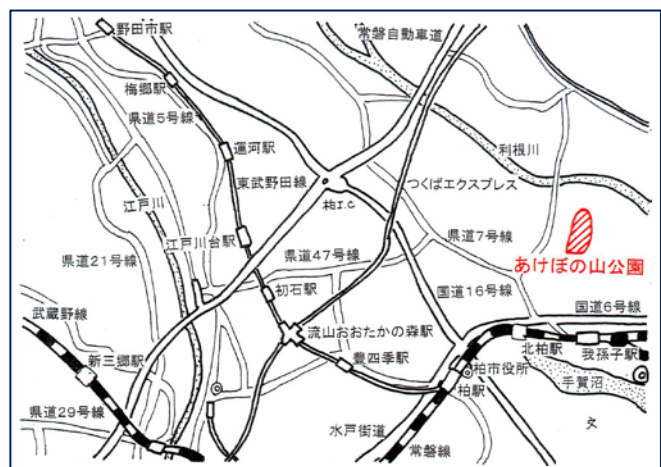 野田市駅
常磐自動車道
梅郷駅
県道5号線
運河駅
利根川
東武野田線
つくばエクスプレス
柏I.C
江戸川
江戸川台駅
県道7号線
県道47号線
県道21号線
あけぼの山公園
初石駅
国道16号線
国道6号線
武蔵野線
流山おおたかの森駅
北柏駅
我孫子駅
新三郷駅
豊四季駅
柏市役所
手賀沼
柏駅
県道29号線
水戸街道
常磐線
文